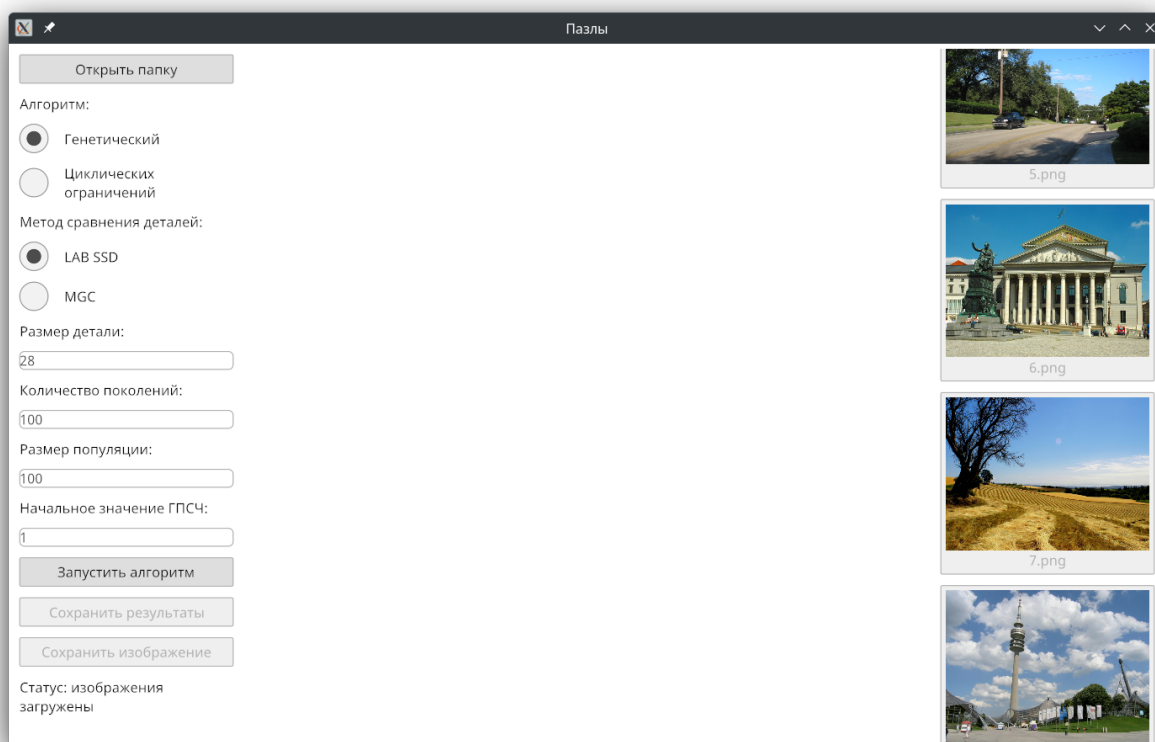 Пазлы
Открыть папку
Алгоритм:
Генетический
Циклических
ограничений
Метод сравнения деталей:
LAB SSD
MGC
Размер детали:
28
Количество поколений:
100
Размер популяции:
100
Начальное значение ГПСЧ:
1
Запустить алгоритм
Сохранить результаты
Сохранить изображение
Статус: изображения
загружены
5.png
6.png
7.png